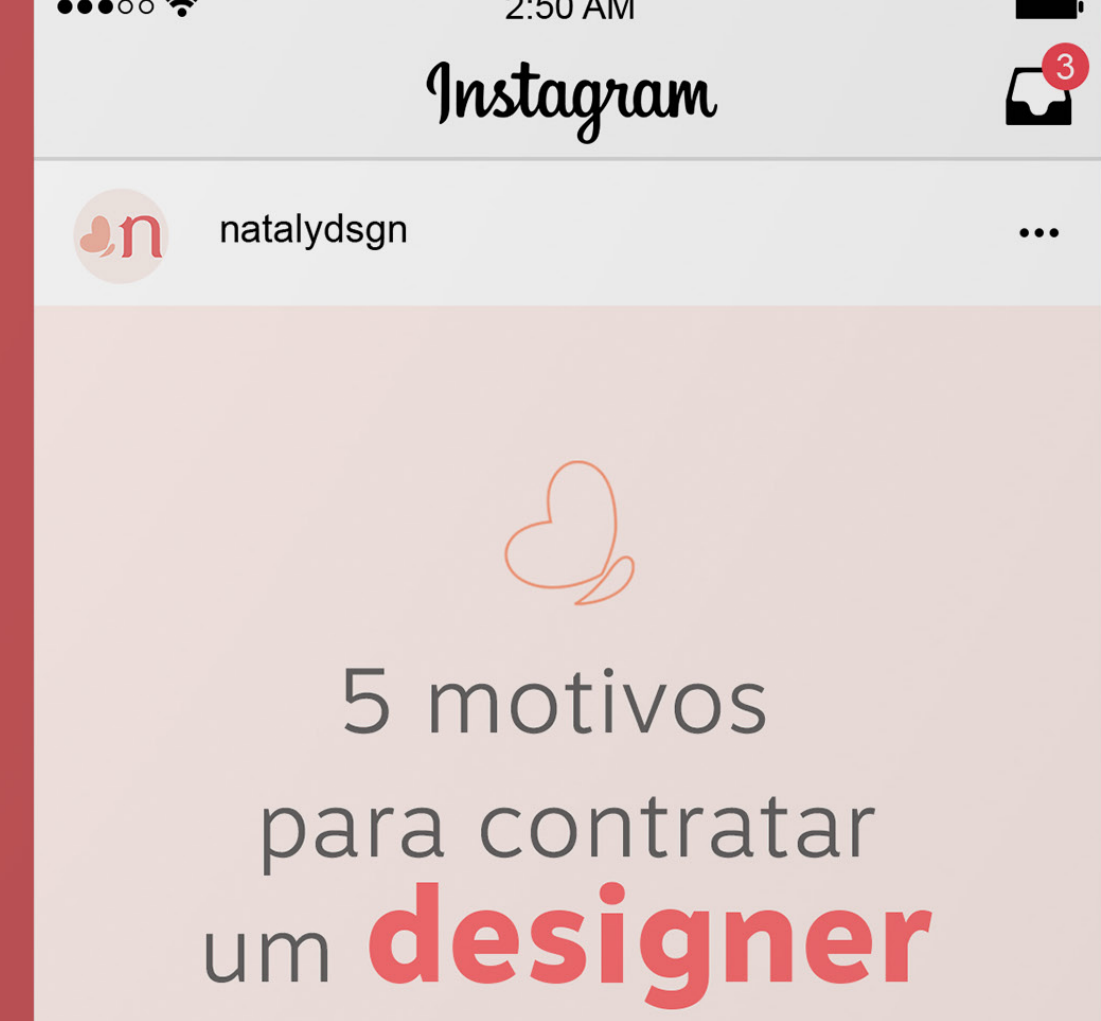 2:50 AM
Instagram
3
n
natalydsgn
5 motivos
para contratar
um designer